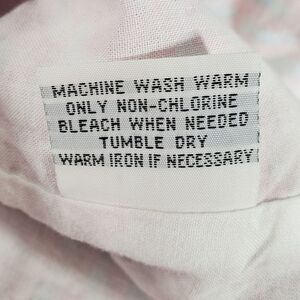 MACHINE WASH WARM
ONLY NON-CHLORINE
BLEACH WHEN NEEDED
TUMBLE DRY
WARM IRON IF NECESSARY